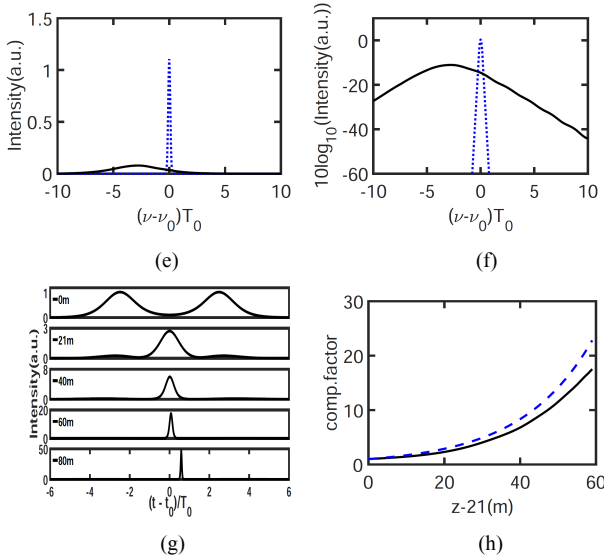 1.5
1
0.5
0
Intensity(a.u.)
-10 -5 0 5 10
(ν-ν0)T0
(e)
0
-20
-40
-60
10log10(Intensity(a.u.))
-10 -5 0 5 10
(ν-ν0)T0
(f)
Intensity(a.u.)
1
0
=0m
3
0
=21m
8
0
=40m
20
0
=60m
50
0
=80m
-6 -4 -2 0 2 4 6
(t - t0)/T0
(g)
30
20
10
0
comp.factor
0 20 40 60
z-21(m)
(h)